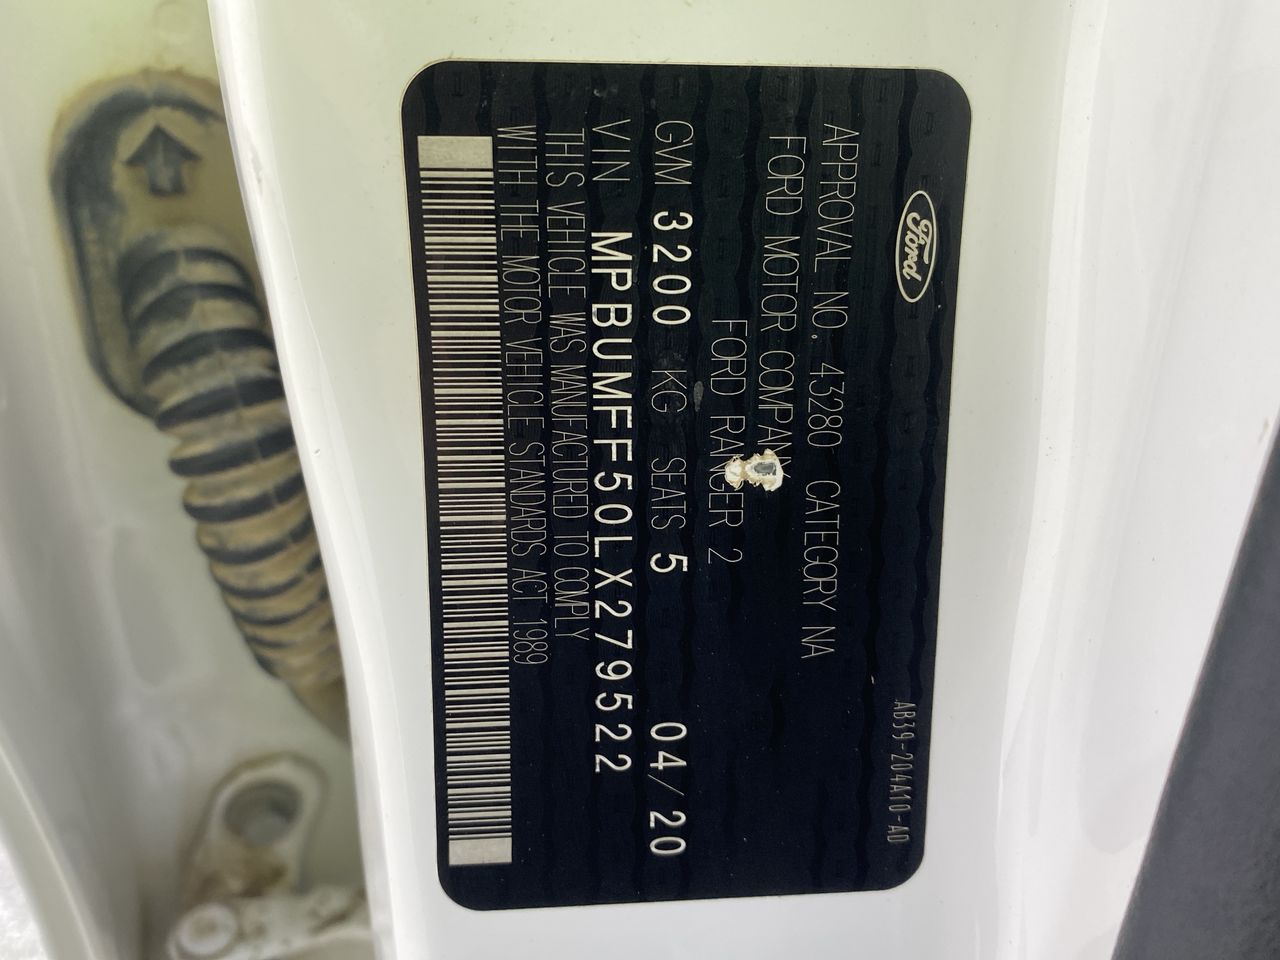 Ford
AB39-204A10-AD
APPROVAL NO. 43280 CATEGORY NA
FORD MOTOR COMPANY
FORD RANGER 2
GVM 3200 KG SEATS 5 04/20
VIN MPBUMFF50LX279522
THIS VEHICLE WAS MANUFACTURED TO COMPLY
WITH THE MOTOR VEHICLE STANDARDS ACT 1989